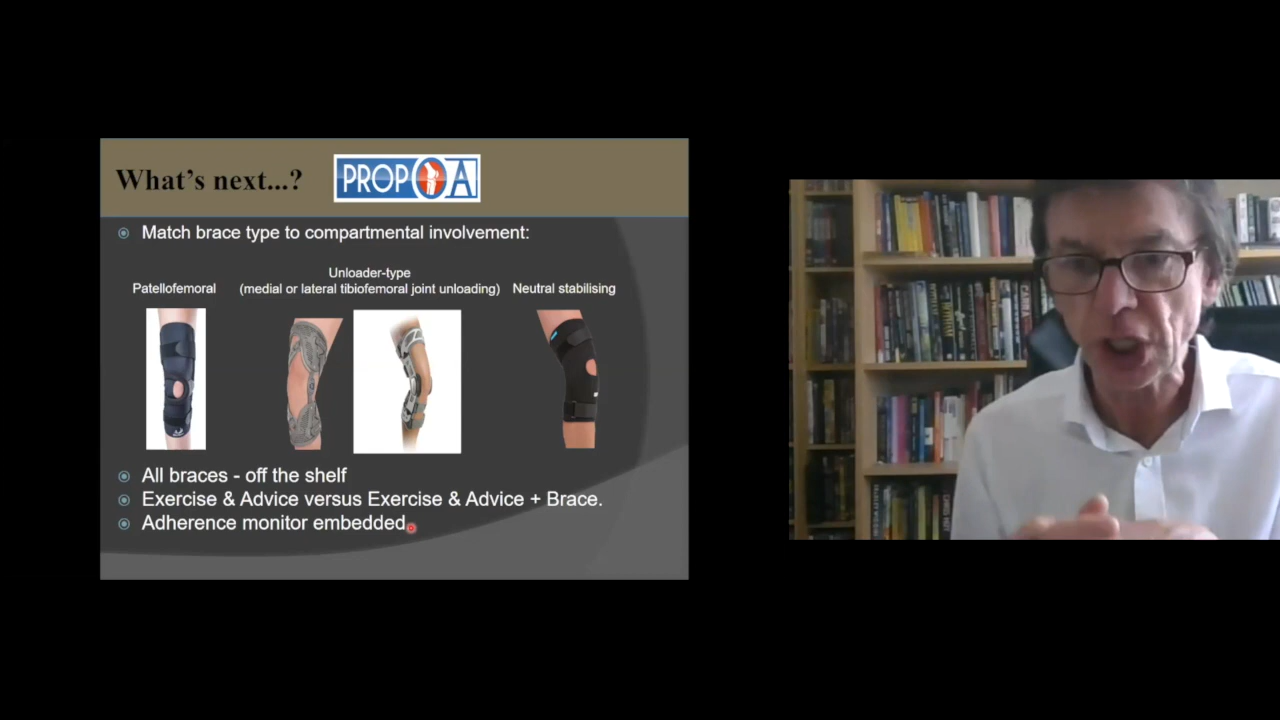 What's next...?
PROP OA
Match brace type to compartmental involvement:
Unloader-type
Patellofemoral
(medial or lateral tibiofemoral joint unloading)
Neutral stabilising
All braces - off the shelf
Exercise & Advice versus Exercise & Advice + Brace.
Adherence monitor embedded.